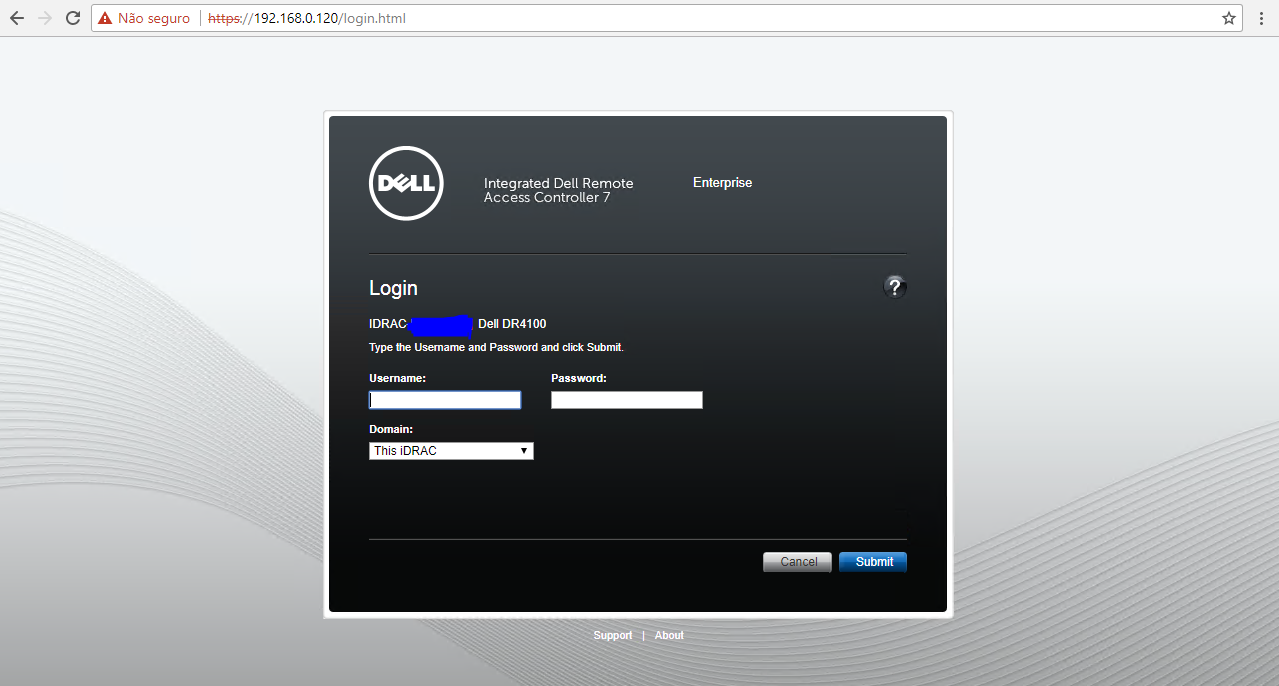 Não seguro https://192.168.0.120/login.html
DELL
Integrated Dell Remote
Access Controller 7
Enterprise
Login
?
IDRAC Dell DR4100
Type the Username and Password and click Submit.
Username: Password:
Domain:
This iDRAC
Cancel Submit
Support | About